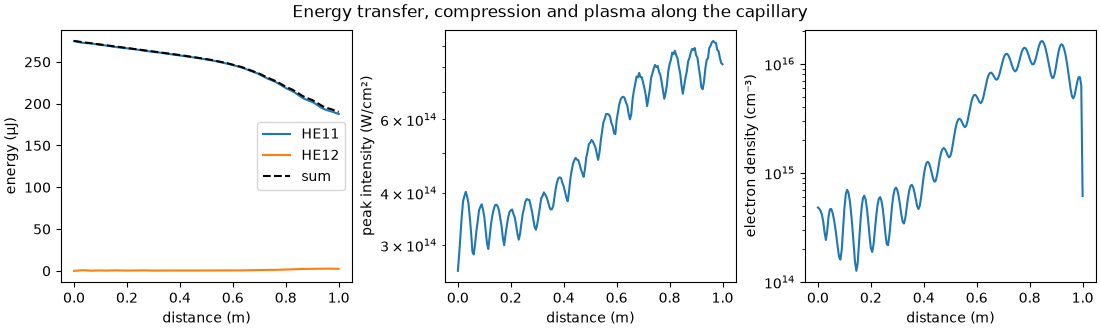 Energy transfer, compression and plasma along the capillary
energy (μJ)
250
200
150
100
50
0
HE11
HE12
sum
0.0 0.2 0.4 0.6 0.8 1.0
distance (m)
peak intensity (W/cm²)
6 × 10¹⁴
4 × 10¹⁴
3 × 10¹⁴
0.0 0.2 0.4 0.6 0.8 1.0
distance (m)
electron density (cm⁻³)
10¹⁶
10¹⁵
10¹⁴
0.0 0.2 0.4 0.6 0.8 1.0
distance (m)